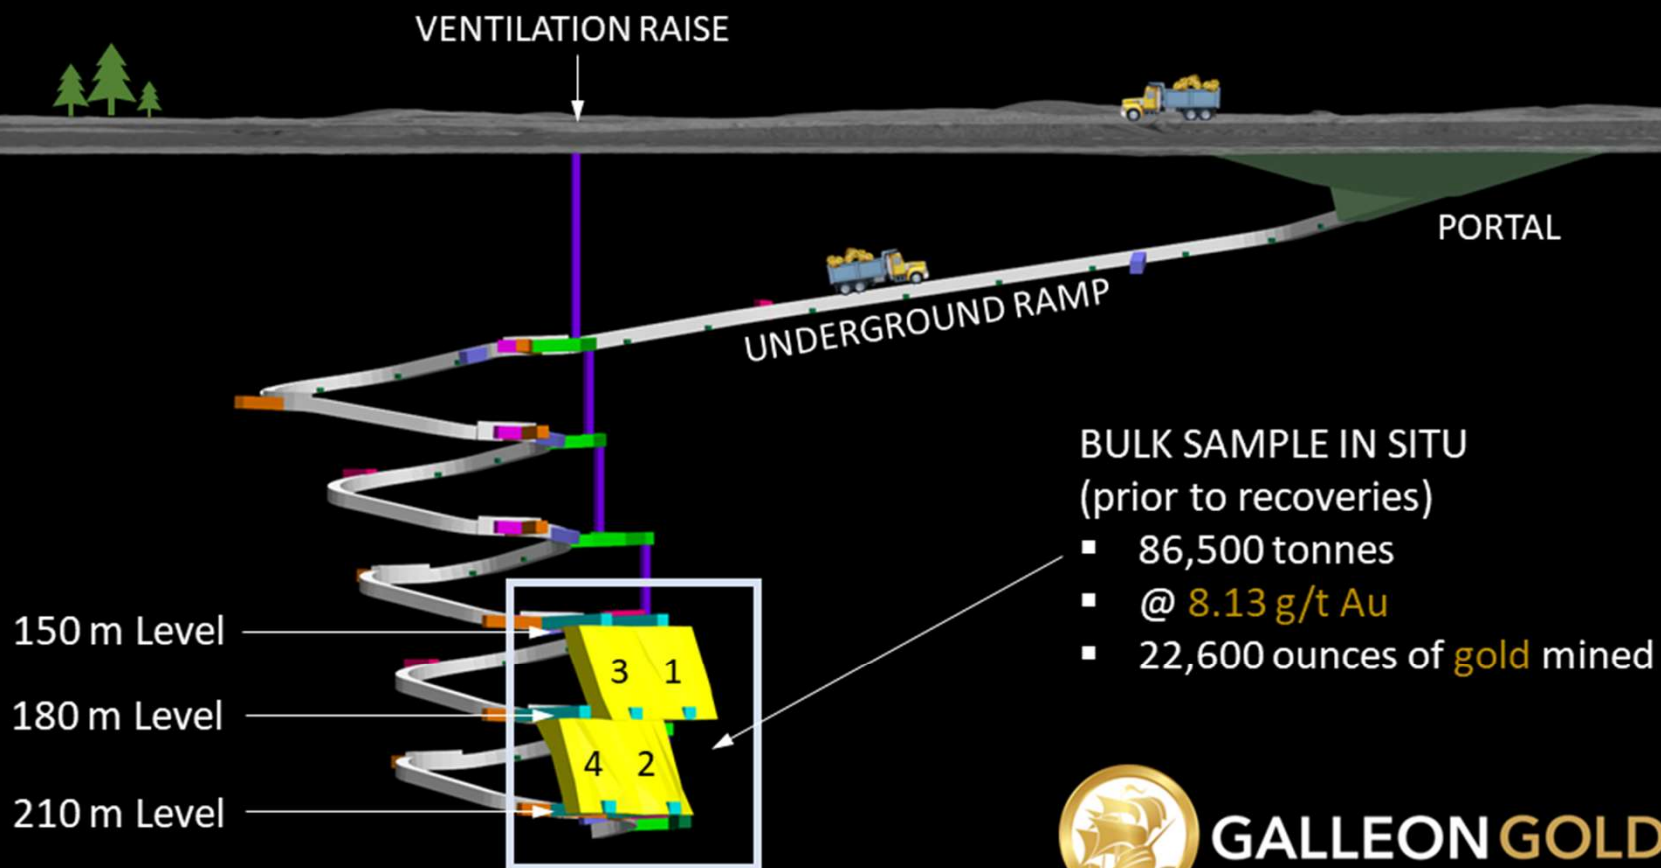 VENTILATION RAISE
PORTAL
UNDERGROUND RAMP
BULK SAMPLE IN SITU
(prior to recoveries)
▪ 86,500 tonnes
▪ @ 8.13 g/t Au
▪ 22,600 ounces of gold mined
150 m Level
180 m Level
210 m Level
3 1
4 2
GALLEON GOLD